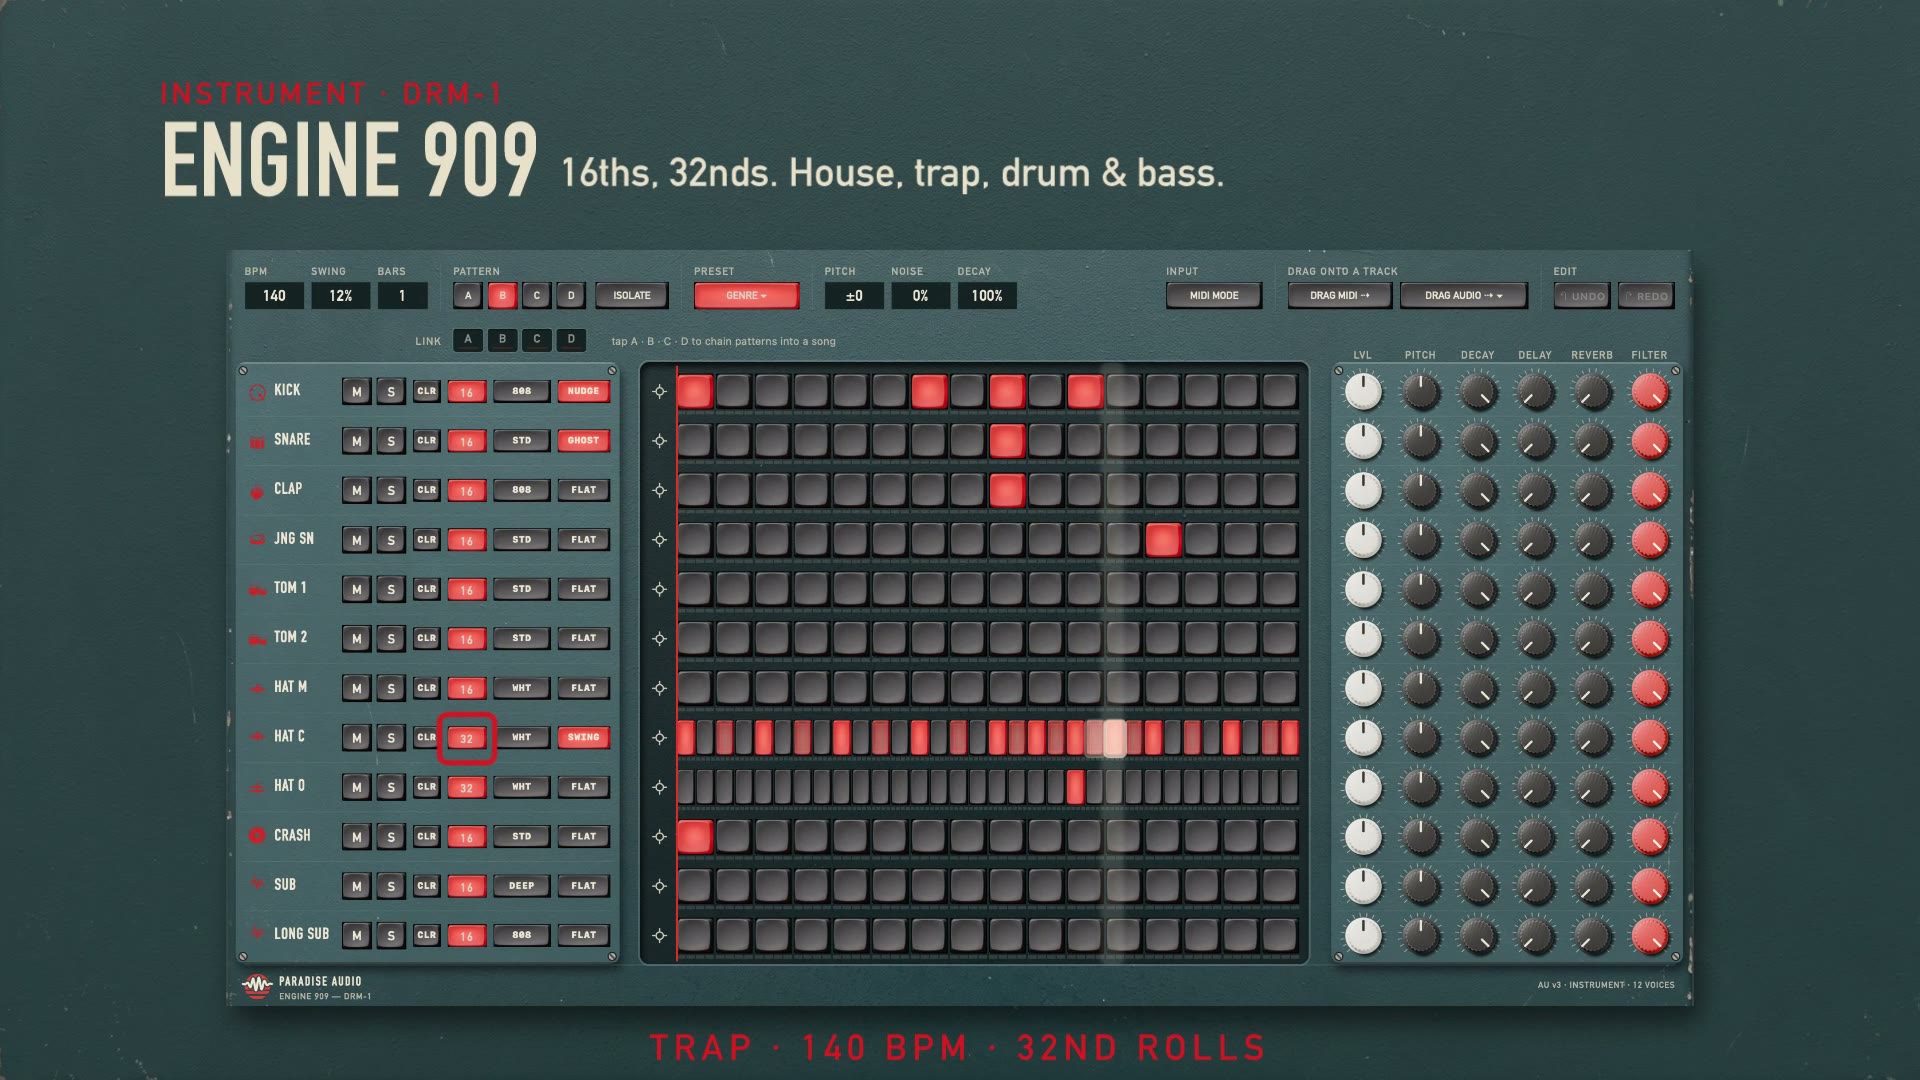 INSTRUMENT · DRM-1
ENGINE 909 16ths, 32nds. House, trap, drum & bass.
BPM SWING BARS PATTERN PRESET PITCH NOISE DECAY INPUT DRAG ONTO A TRACK EDIT
140 12% 1 A B C D ISOLATE GENRE ±0 0% 100% MIDI MODE DRAG MIDI DRAG AUDIO UNDO REDO
LINK A B C D tap A · B · C · D to chain patterns into a song
LVL PITCH DECAY DELAY REVERB FILTER
KICK M S CLR 16 808 NUDGE
SNARE M S CLR 16 STD GHOST
CLAP M S CLR 16 808 FLAT
JNG SN M S CLR 16 STD FLAT
TOM 1 M S CLR 16 STD FLAT
TOM 2 M S CLR 16 STD FLAT
HAT M M S CLR 16 WHT FLAT
HAT C M S CLR 32 WHT SWING
HAT O M S CLR 32 WHT FLAT
CRASH M S CLR 16 STD FLAT
SUB M S CLR 16 DEEP FLAT
LONG SUB M S CLR 16 808 FLAT
PARADISE AUDIO
ENGINE 909 — DRM-1
AU v3 · INSTRUMENT · 12 VOICES
TRAP · 140 BPM · 32ND ROLLS